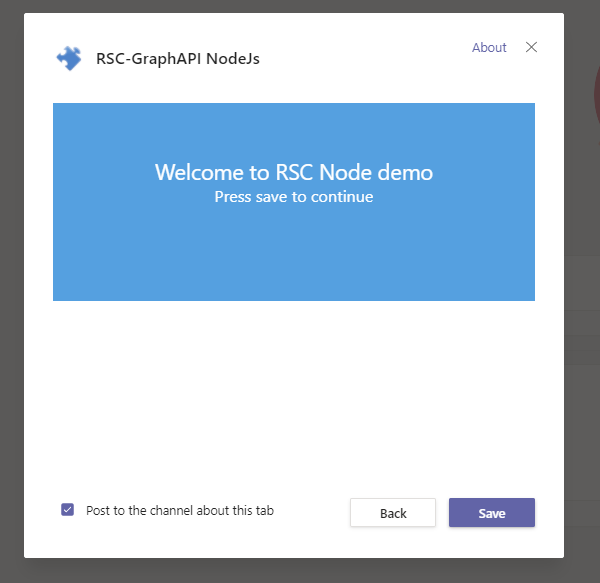 RSC-GraphAPI NodeJs
About
Welcome to RSC Node demo
Press save to continue
Post to the channel about this tab
Back
Save